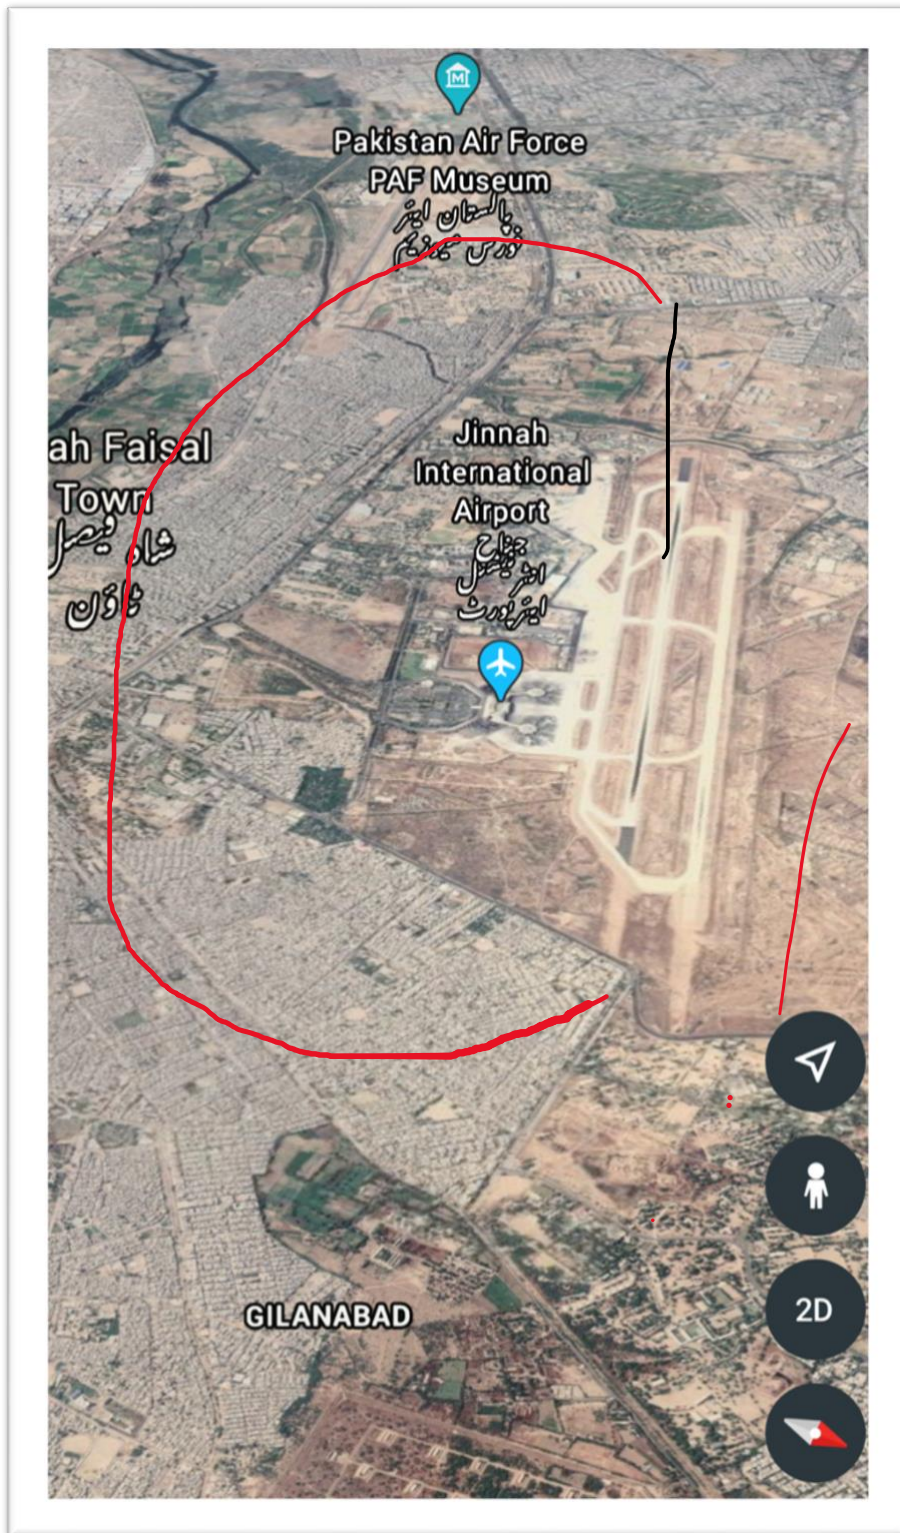 Pakistan Air Force
PAF Museum
پاکستان ایئر
فورس میوزیم
ah Faisal
Town
شاہ فیصل
ٹاؤن
Jinnah
International
Airport
جناح
انٹرنیشنل
ایئرپورٹ
GILANABAD
2D